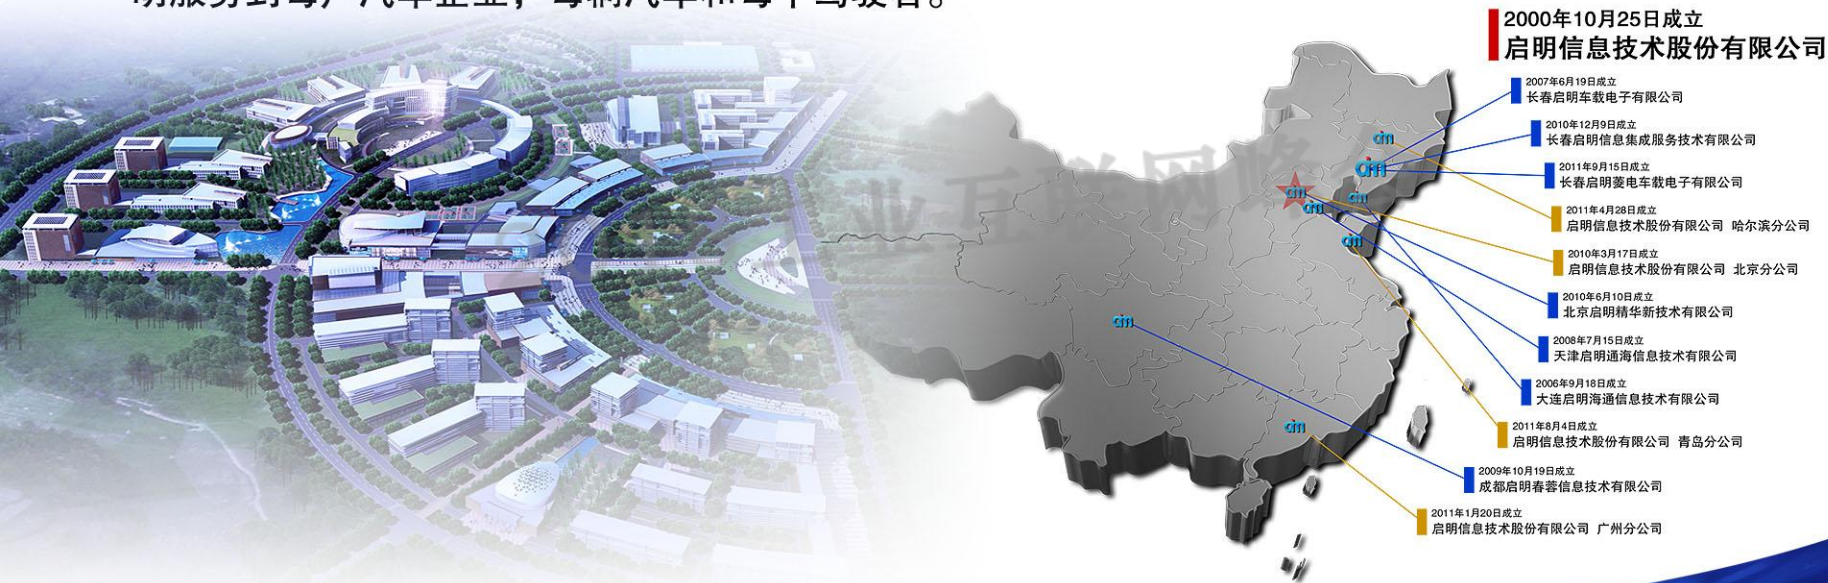 2000年10月25日成立
启明信息技术股份有限公司
2007年6月19日成立
长春启明车载电子有限公司
2010年12月9日成立
长春启明信息集成服务技术有限公司
2011年9月15日成立
长春启明菱电车载电子有限公司
2011年4月28日成立
启明信息技术股份有限公司 哈尔滨分公司
2010年3月17日成立
启明信息技术股份有限公司 北京分公司
2010年6月10日成立
北京启明精华新技术有限公司
2008年7月15日成立
天津启明通海信息技术有限公司
2006年9月18日成立
大连启明海通信息技术有限公司
2011年8月4日成立
启明信息技术股份有限公司 青岛分公司
2009年10月19日成立
成都启明春蓉信息技术有限公司
2011年1月20日成立
启明信息技术股份有限公司 广州分公司
业互联网峰